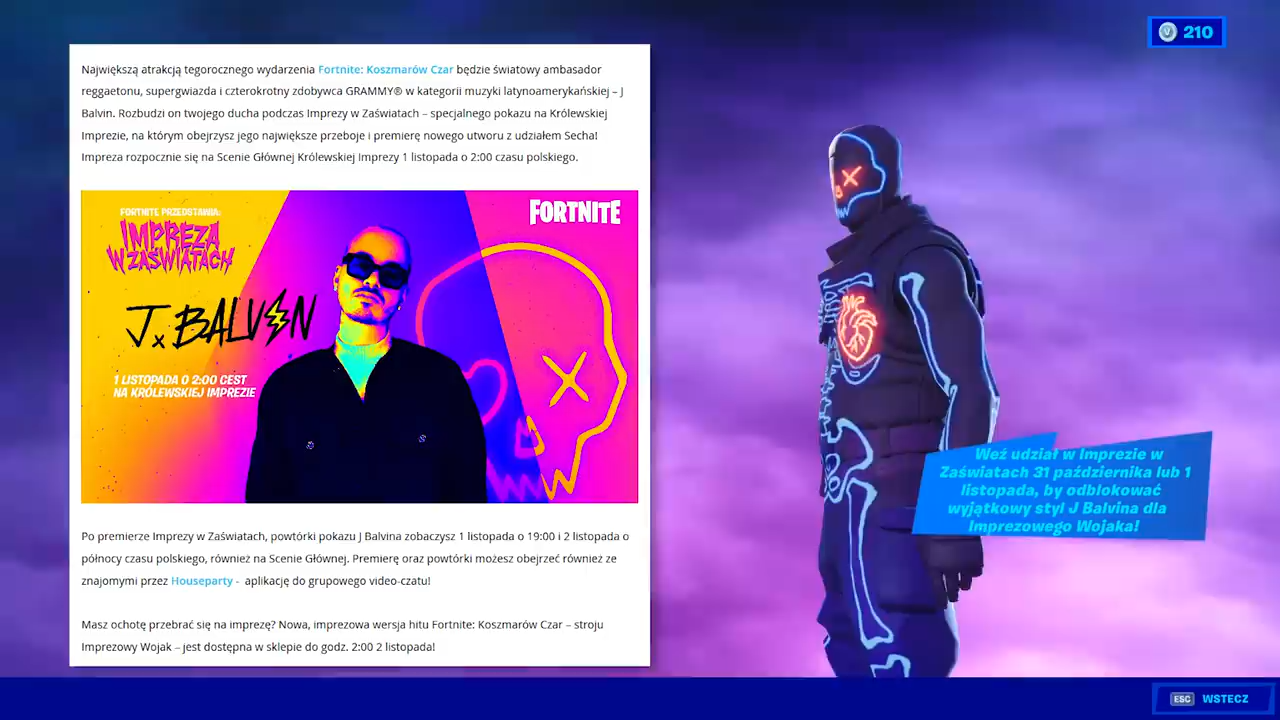 210
Największą atrakcją tegorocznego wydarzenia Fortnite: Koszmarów Czar będzie światowy ambasador
reggaetonu, supergwiazda i czterokrotny zdobywca GRAMMY® w kategorii muzyki latynoamerykańskiej – J
Balvin. Rozbudzi on twojego ducha podczas Imprezy w Zaświatach – specjalnego pokazu na Królewskiej
Imprezie, na którym obejrzysz jego największe przeboje i premierę nowego utworu z udziałem Secha!
Impreza rozpocznie się na Scenie Głównej Królewskiej Imprezy 1 listopada o 2:00 czasu polskiego.
FORTNITE PRZEDSTAWIA:
IMPREZA
W ZAŚWIATACH
FORTNITE
J x BALVIN
1 LISTOPADA O 2:00 CEST
NA KRÓLEWSKIEJ IMPREZIE
Po premierze Imprezy w Zaświatach, powtórki pokazu J Balvina zobaczysz 1 listopada o 19:00 i 2 listopada o
północy czasu polskiego, również na Scenie Głównej. Premierę oraz powtórki możesz obejrzeć również ze
znajomymi przez Houseparty - aplikację do grupowego video-czatu!
Masz ochotę przebrać się na imprezę? Nowa, imprezowa wersja hitu Fortnite: Koszmarów Czar – stroju
Imprezowy Wojak – jest dostępna w sklepie do godz. 2:00 2 listopada!
Weź udział w Imprezie w
Zaświatach 31 października lub 1
listopada, by odblokować
wyjątkowy styl J Balvina dla
Imprezowego Wojaka!
ESC WSTECZ